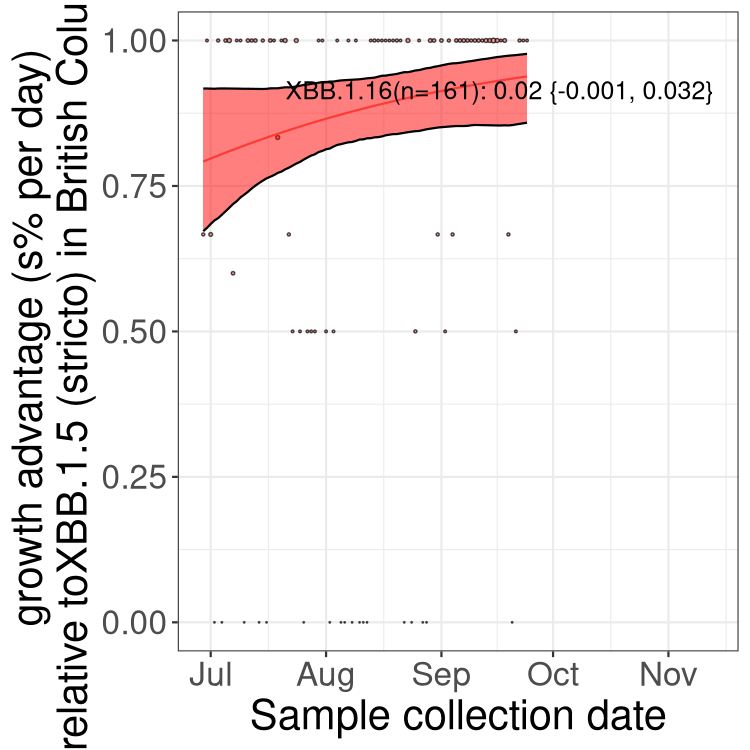 growth advantage (s% per day)
relative toXBB.1.5 (stricto) in British Colu
1.00
0.75
0.50
0.25
0.00
XBB.1.16(n=161): 0.02 {-0.001, 0.032}
Jul Aug Sep Oct Nov
Sample collection date